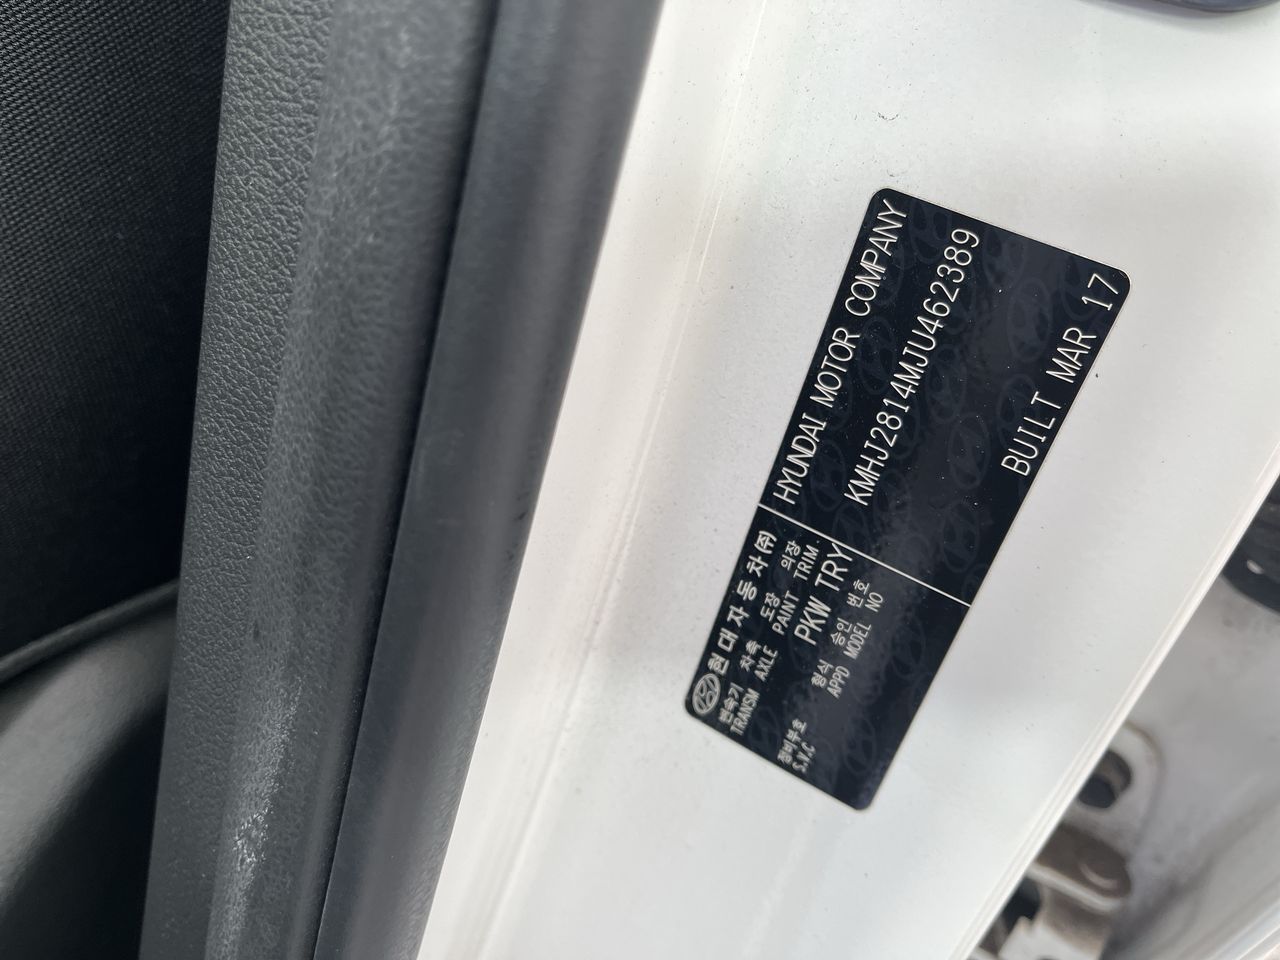 현대자동차(주) HYUNDAI MOTOR COMPANY
변속기 차축 도장 의장
TRANSM AXLE PAINT TRIM
KMHJ2814MJU462389
PKW TRY
정비부호 형식 승인 번호
S.V.C APPD MODEL NO
BUILT MAR 17